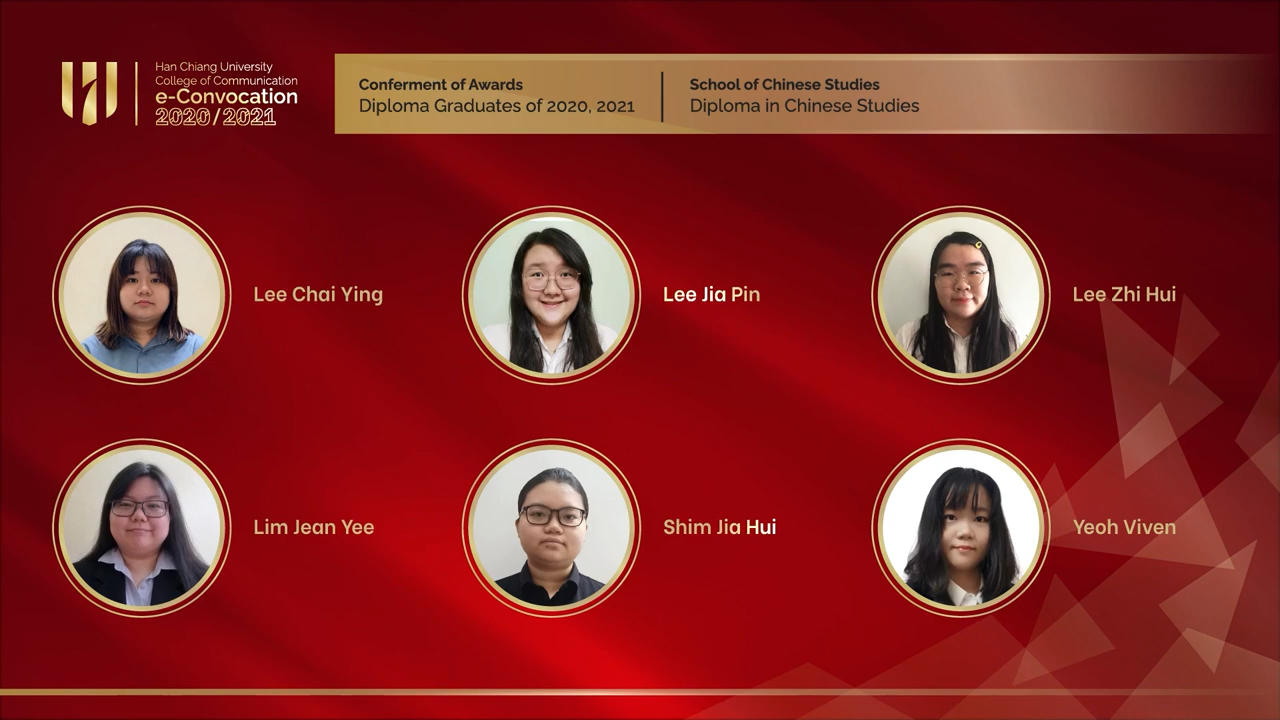 Han Chiang University
College of Communication
e-Convocation
2020/2021
Conferment of Awards
Diploma Graduates of 2020, 2021
School of Chinese Studies
Diploma in Chinese Studies
Lee Chai Ying
Lee Jia Pin
Lee Zhi Hui
Lim Jean Yee
Shim Jia Hui
Yeoh Viven